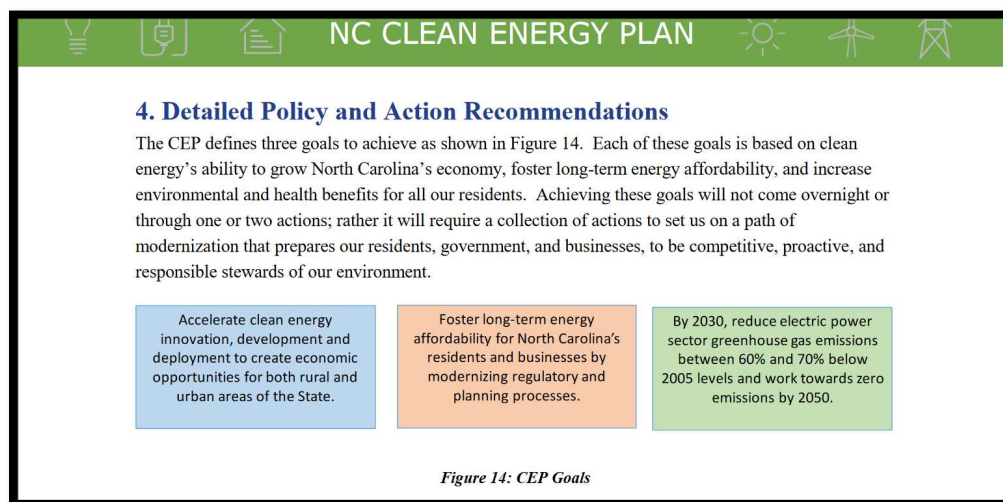 NC CLEAN ENERGY PLAN
4. Detailed Policy and Action Recommendations
The CEP defines three goals to achieve as shown in Figure 14.  Each of these goals is based on clean
energy's ability to grow North Carolina's economy, foster long-term energy affordability, and increase
environmental and health benefits for all our residents.  Achieving these goals will not come overnight or
through one or two actions; rather it will require a collection of actions to set us on a path of
modernization that prepares our residents, government, and businesses, to be competitive, proactive, and
responsible stewards of our environment.
Accelerate clean energy
innovation, development and
deployment to create economic
opportunities for both rural and
urban areas of the State.
Foster long-term energy
affordability for North Carolina's
residents and businesses by
modernizing regulatory and
planning processes.
By 2030, reduce electric power
sector greenhouse gas emissions
between 60% and 70% below
2005 levels and work towards zero
emissions by 2050.
Figure 14: CEP Goals